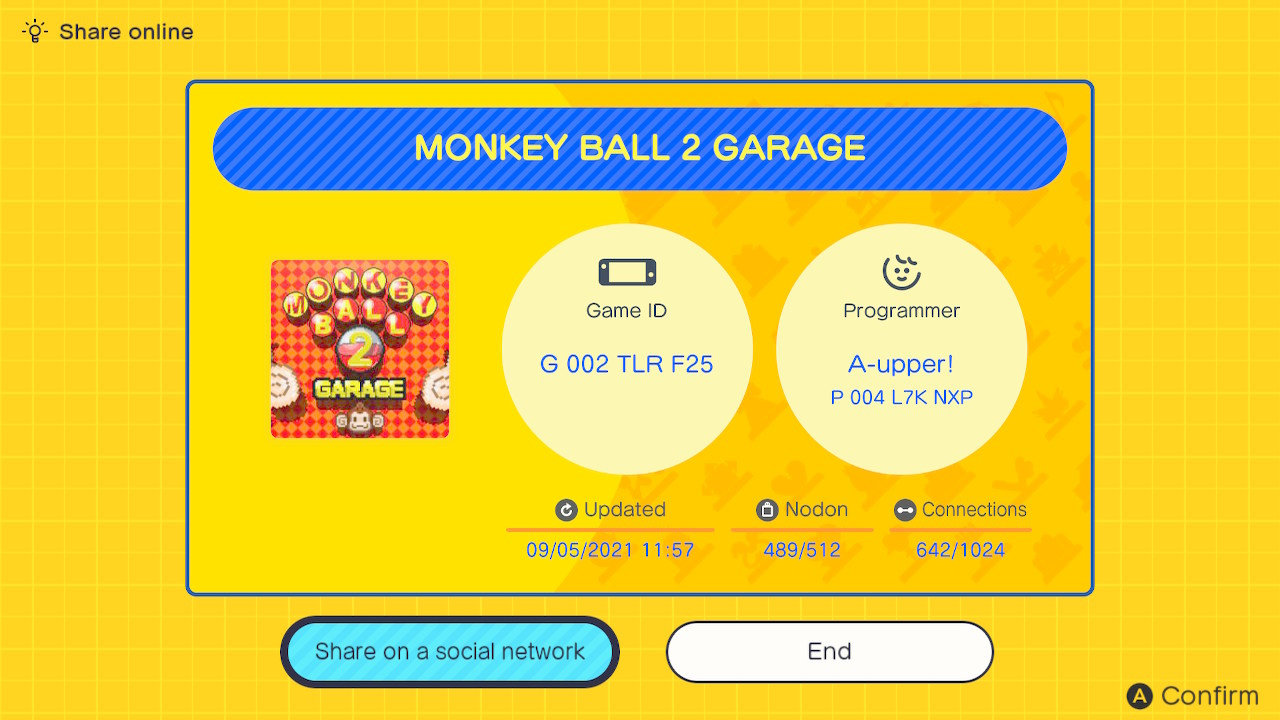 Share online
MONKEY BALL 2 GARAGE
MONKEY
BALL
2
GARAGE
Game ID
G 002 TLR F25
Programmer
A-upper!
P 004 L7K NXP
Updated
09/05/2021 11:57
Nodon
489/512
Connections
642/1024
Share on a social network
End
A Confirm